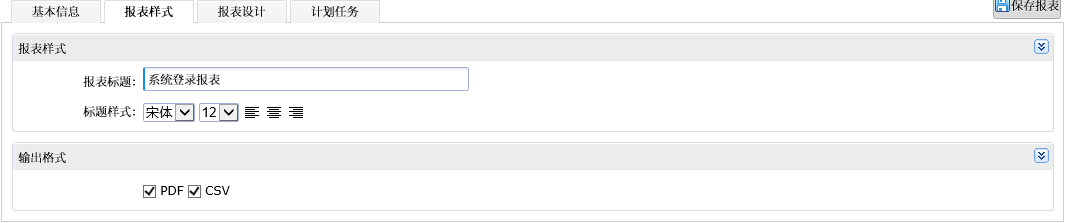 基本信息 报表样式 报表设计 计划任务 保存报表
报表样式
报表标题： 系统登录报表
标题样式： 宋体 12
输出格式
PDF CSV